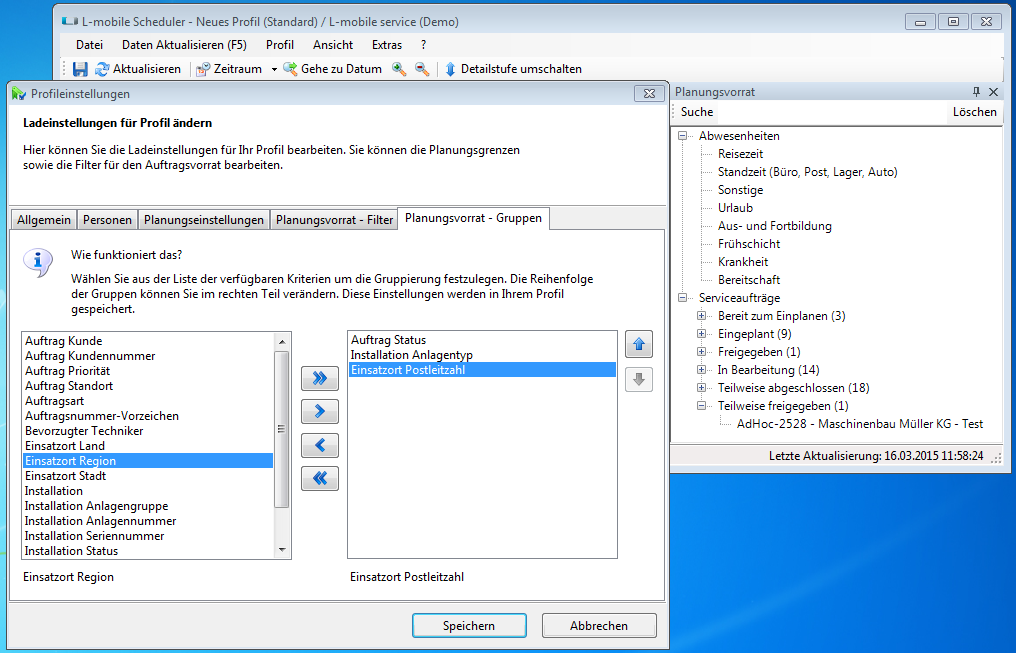 L-mobile Scheduler - Neues Profil (Standard) / L-mobile service (Demo)
Datei Daten Aktualisieren (F5) Profil Ansicht Extras ?
Aktualisieren Zeitraum Gehe zu Datum Detailstufe umschalten
Profileinstellungen
Ladeinstellungen für Profil ändern
Hier können Sie die Ladeinstellungen für Ihr Profil bearbeiten. Sie können die Planungsgrenzen
sowie die Filter für den Auftragsvorrat bearbeiten.
Allgemein Personen Planungseinstellungen Planungsvorrat - Filter Planungsvorrat - Gruppen
Wie funktioniert das?
Wählen Sie aus der Liste der verfügbaren Kriterien um die Gruppierung festzulegen. Die Reihenfolge
der Gruppen können Sie im rechten Teil verändern. Diese Einstellungen werden in Ihrem Profil
gespeichert.
Auftrag Kunde
Auftrag Kundennummer
Auftrag Priorität
Auftrag Standort
Auftragsart
Auftragsnummer-Vorzeichen
Bevorzugter Techniker
Einsatzort Land
Einsatzort Region
Einsatzort Stadt
Installation
Installation Anlagengruppe
Installation Anlagennummer
Installation Seriennummer
Installation Status
Einsatzort Region
Auftrag Status
Installation Anlagentyp
Einsatzort Postleitzahl
Einsatzort Postleitzahl
Speichern Abbrechen
Planungsvorrat
Suche Löschen
Abwesenheiten
Reisezeit
Standzeit (Büro, Post, Lager, Auto)
Sonstige
Urlaub
Aus- und Fortbildung
Frühschicht
Krankheit
Bereitschaft
Serviceaufträge
Bereit zum Einplanen (3)
Eingeplant (9)
Freigegeben (1)
In Bearbeitung (14)
Teilweise abgeschlossen (18)
Teilweise freigegeben (1)
AdHoc-2528 - Maschinenbau Müller KG - Test
Letzte Aktualisierung: 16.03.2015 11:58:24